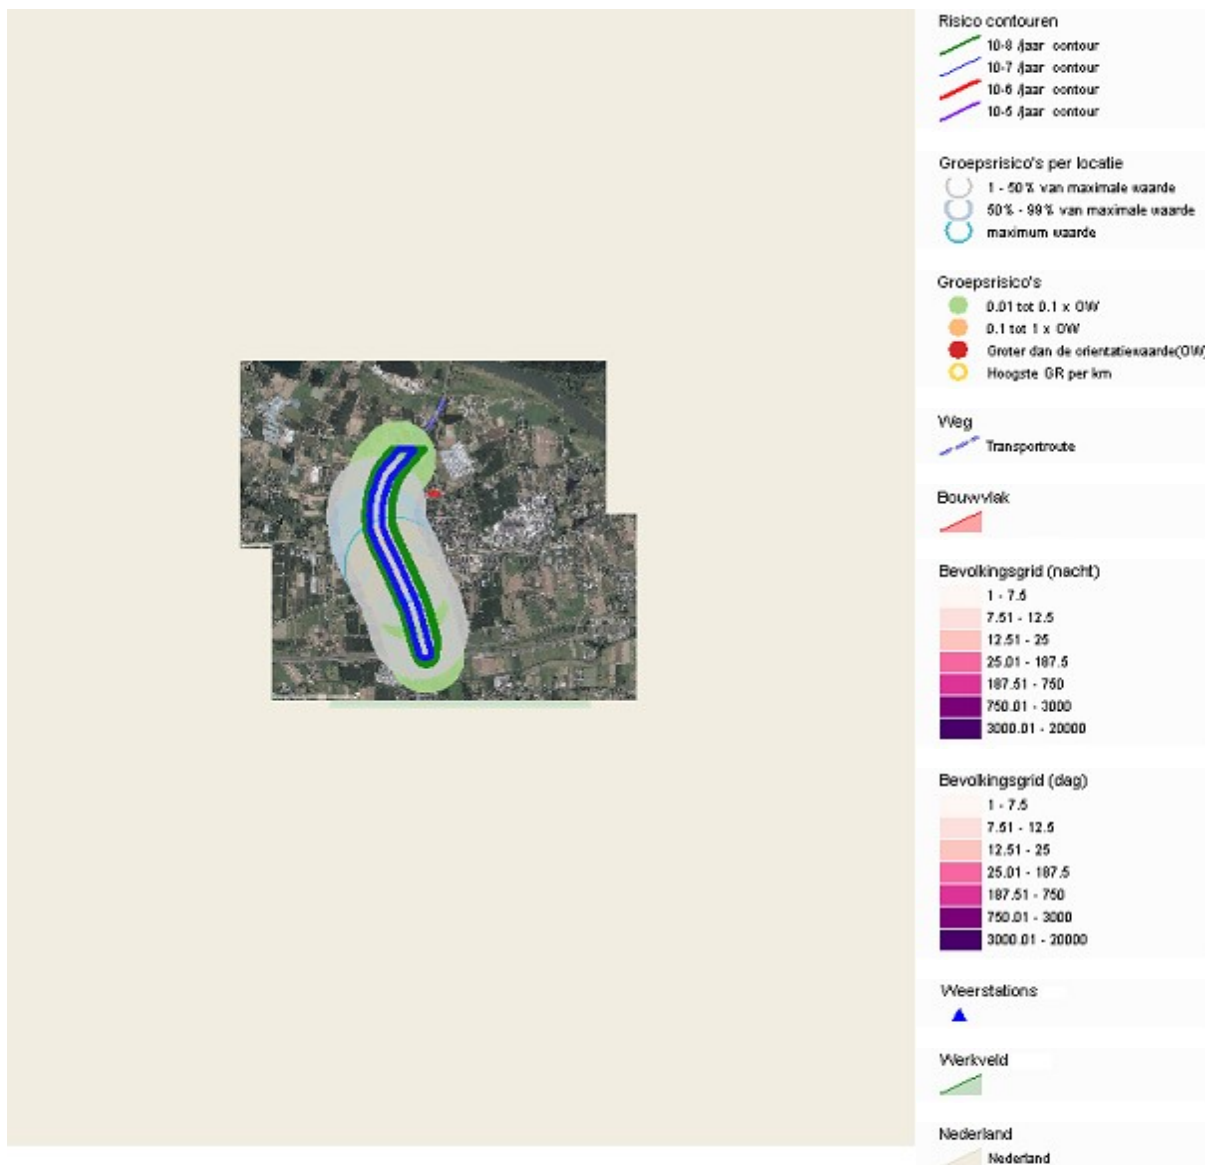 Risico contouren
10-8 /jaar contour
10-7 /jaar contour
10-6 /jaar contour
10-5 /jaar contour
Groepsrisico's per locatie
1 - 50% van maximale waarde
50% - 99% van maximale waarde
maximum waarde
Groepsrisico's
0.01 tot 0.1 x OW
0.1 tot 1 x OW
Groter dan de orientatiewaarde(OW)
Hoogste GR per km
Weg
Transportroute
Bouwvlak
Bevolkingsgrid (nacht)
1 - 7.5
7.51 - 12.5
12.51 - 25
25.01 - 187.5
187.51 - 750
750.01 - 3000
3000.01 - 20000
Bevolkingsgrid (dag)
1 - 7.5
7.51 - 12.5
12.51 - 25
25.01 - 187.5
187.51 - 750
750.01 - 3000
3000.01 - 20000
Weerstations
Werkveld
Nederland
Nederland